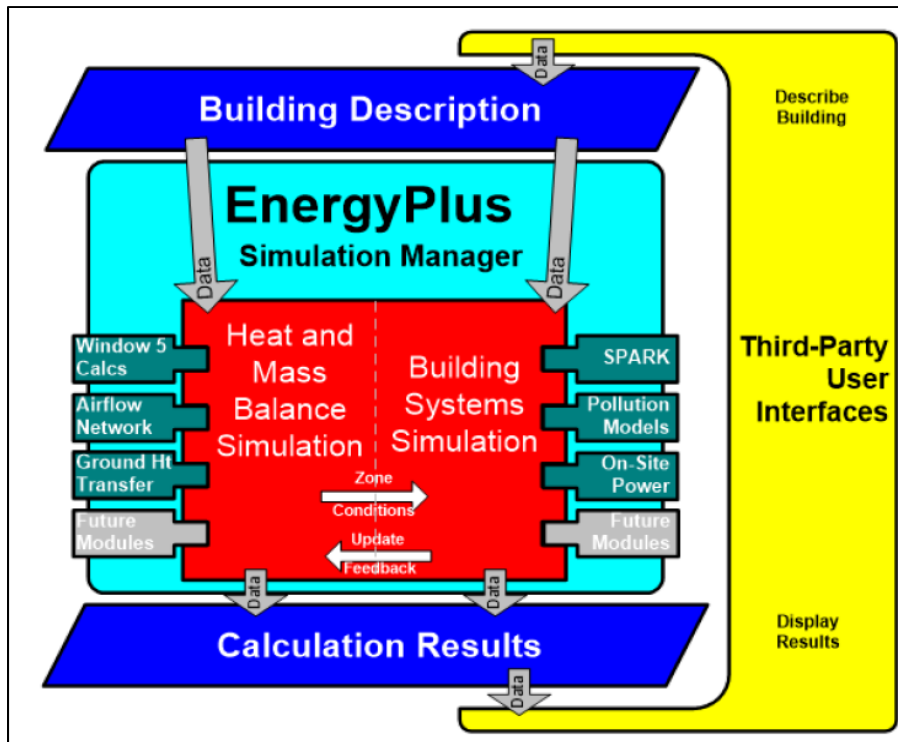 Data
Building Description
Describe
Building
EnergyPlus
Simulation Manager
Data
Data
Window 5
Calcs
Airflow
Network
Ground Ht
Transfer
Future
Modules
Heat and
Mass
Balance
Simulation
Building
Systems
Simulation
Zone
Conditions
Update
Feedback
SPARK
Pollution
Models
On-Site
Power
Future
Modules
Third-Party
User
Interfaces
Data
Data
Calculation Results
Display
Results
Data